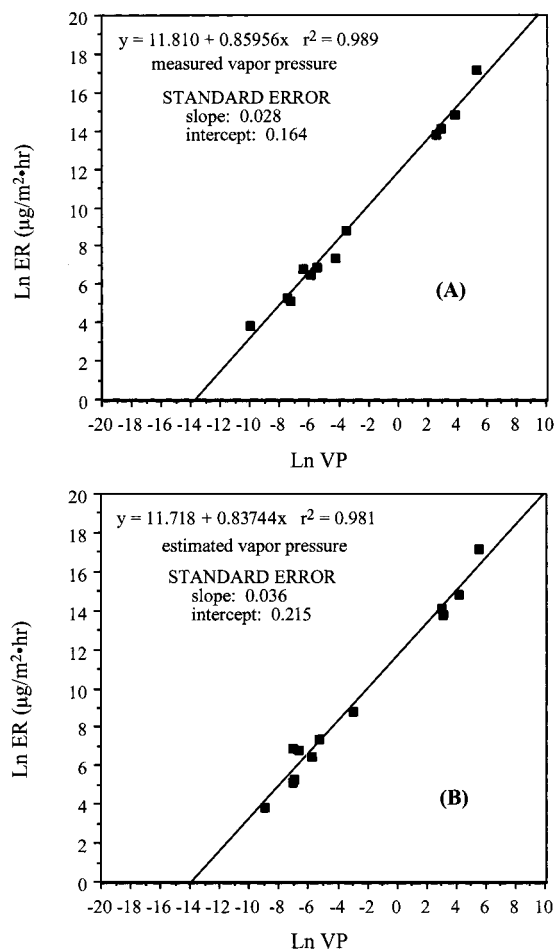 20
18
16
14
12
10
8
6
4
2
0
Ln ER (µg/m²•hr)
y = 11.810 + 0.85956x r² = 0.989
measured vapor pressure
STANDARD ERROR
slope: 0.028
intercept: 0.164
(A)
-20 -18 -16 -14 -12 -10 -8 -6 -4 -2 0 2 4 6 8 10
Ln VP
20
18
16
14
12
10
8
6
4
2
0
Ln ER (µg/m²•hr)
y = 11.718 + 0.83744x r² = 0.981
estimated vapor pressure
STANDARD ERROR
slope: 0.036
intercept: 0.215
(B)
-20 -18 -16 -14 -12 -10 -8 -6 -4 -2 0 2 4 6 8 10
Ln VP